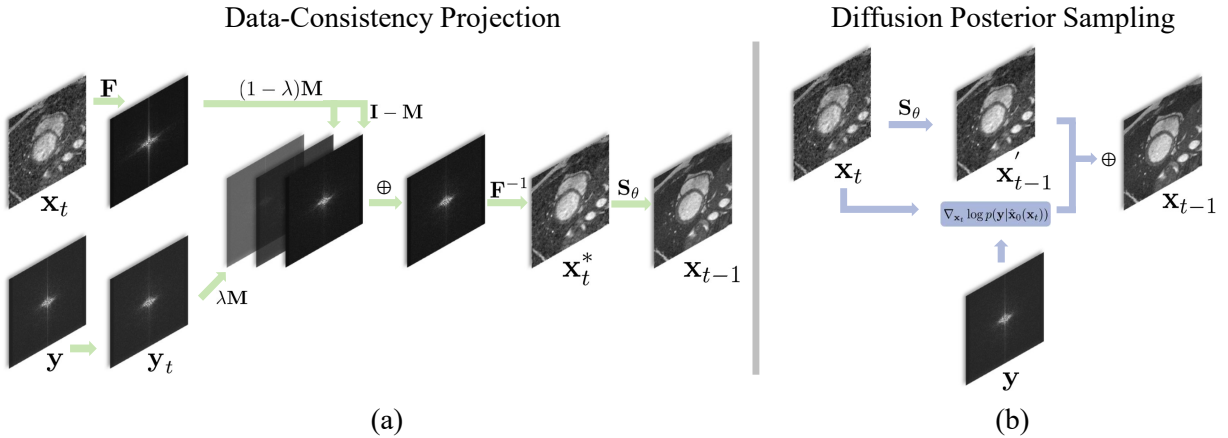 Data-Consistency Projection
F
(1 − λ)M
I − M
x_t
⊕
F^{-1}
S_θ
x_t^*
x_{t-1}
λM
y
y_t
(a)
Diffusion Posterior Sampling
S_θ
x_t
x'_{t-1}
⊕
x_{t-1}
∇_{x_t} log p(y|x̂_0(x_t))
y
(b)